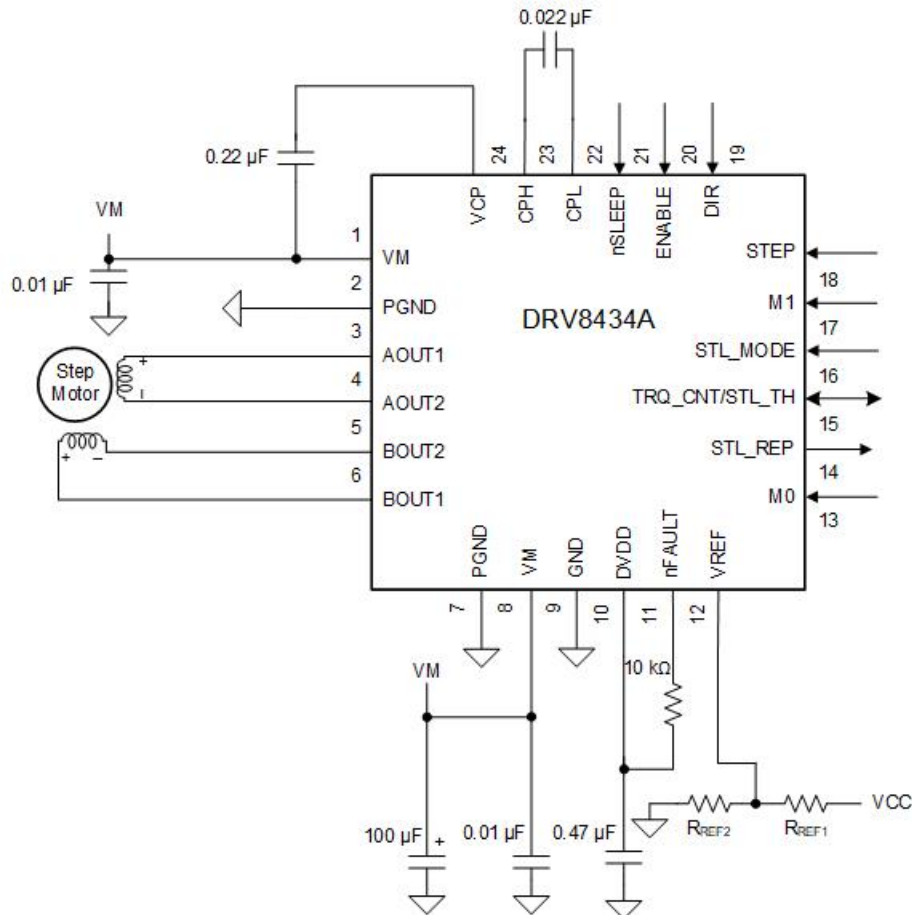 0.022 µF
0.22 µF
24
23
22
21
20
19
VCP
CPH
CPL
nSLEEP
ENABLE
DIR
VM
0.01 µF
1
VM
2
PGND
3
AOUT1
4
AOUT2
5
BOUT2
6
BOUT1
Step
Motor
DRV8434A
STEP
18
M1
17
STL_MODE
16
TRQ_CNT/STL_TH
15
STL_REP
14
M0
13
PGND
VM
GND
DVDD
nFAULT
VREF
7
8
9
10
11
12
VM
10 kΩ
100 µF
+
0.01 µF
0.47 µF
RREF2
RREF1
VCC
+
–
+
–